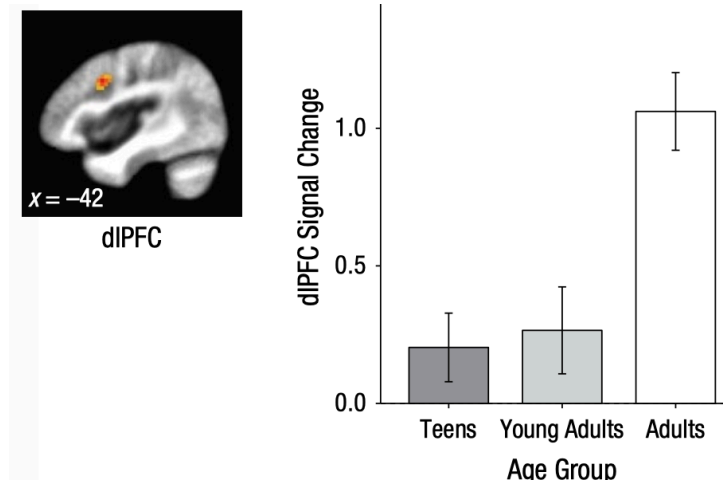 x = –42
dlPFC
dlPFC Signal Change
1.0
0.5
0.0
Teens
Young Adults
Adults
Age Group